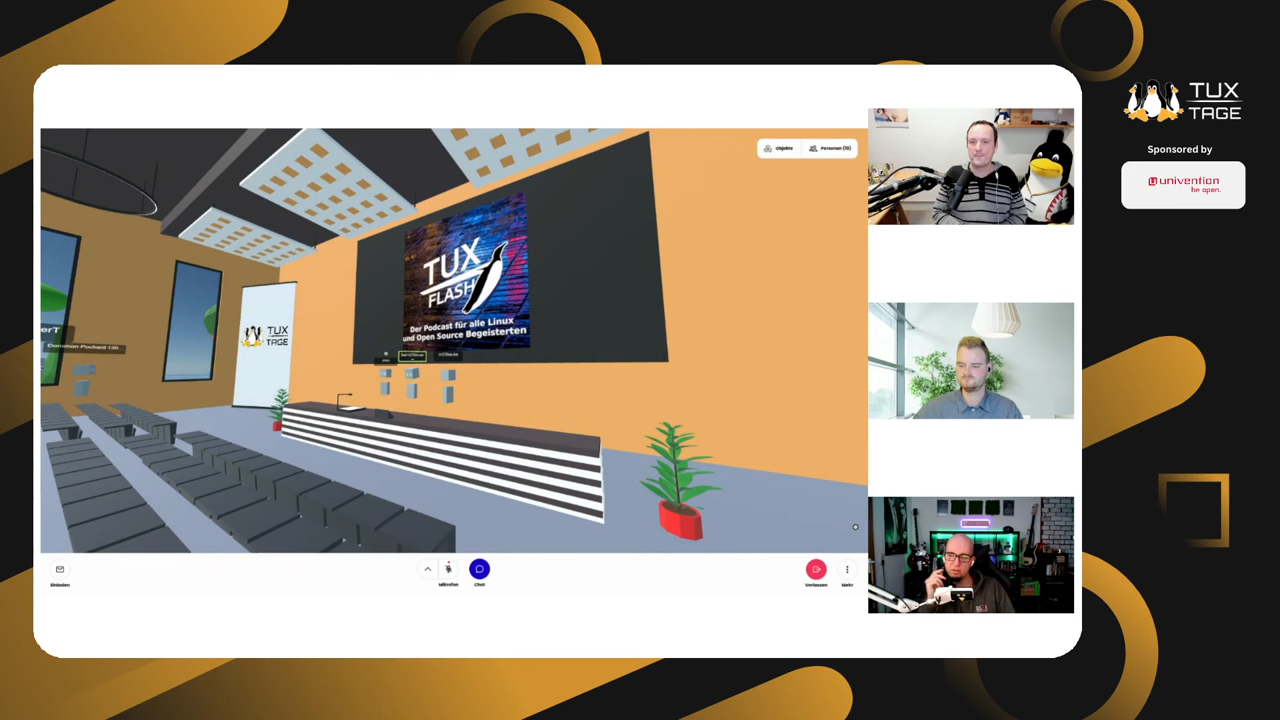 TUX
TAGE
Sponsored by
univention
be open.
Objekte
Personen (10)
TUX
FLASH
Der Podcast für alle Linux
und Open Source Begeisterten
TUX
TAGE
erT
Einladen
Mikrofon
Chat
Verlassen
Mehr